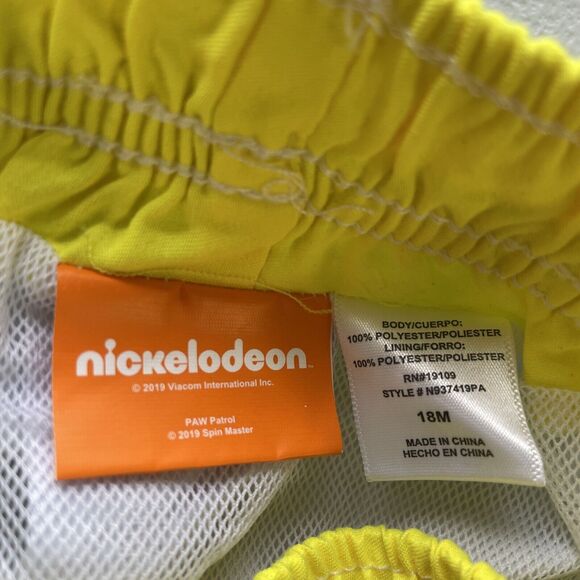 nickelodeon
© 2019 Viacom International Inc.
PAW Patrol
© 2019 Spin Master
BODY/CUERPO:
100% POLYESTER/POLIESTER
LINING/FORRO:
100% POLYESTER/POLIESTER
RN#19109
STYLE # N937419PA
18M
MADE IN CHINA
HECHO EN CHINA